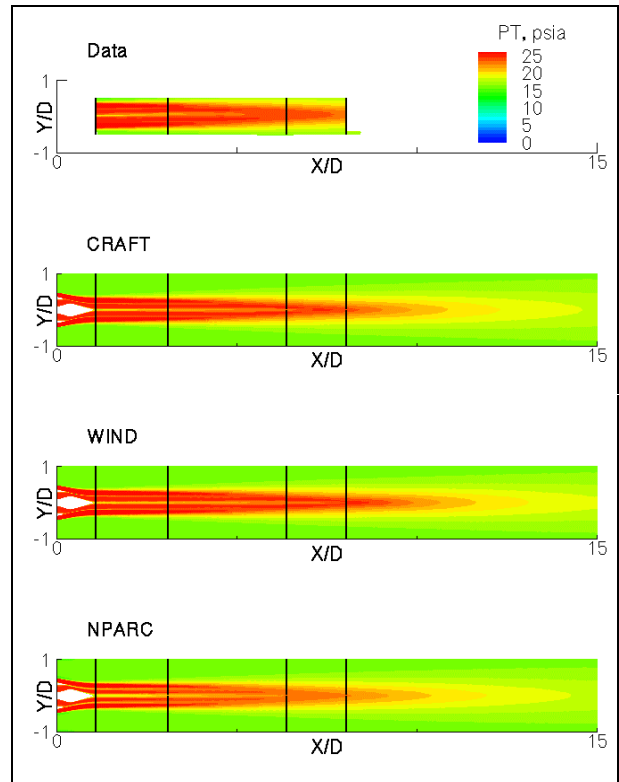 PT, psia
25
20
15
10
5
0
Data
1
Y/D
-1
0
X/D
15
CRAFT
1
Y/D
-1
0
X/D
15
WIND
1
Y/D
-1
0
X/D
15
NPARC
1
Y/D
-1
0
X/D
15